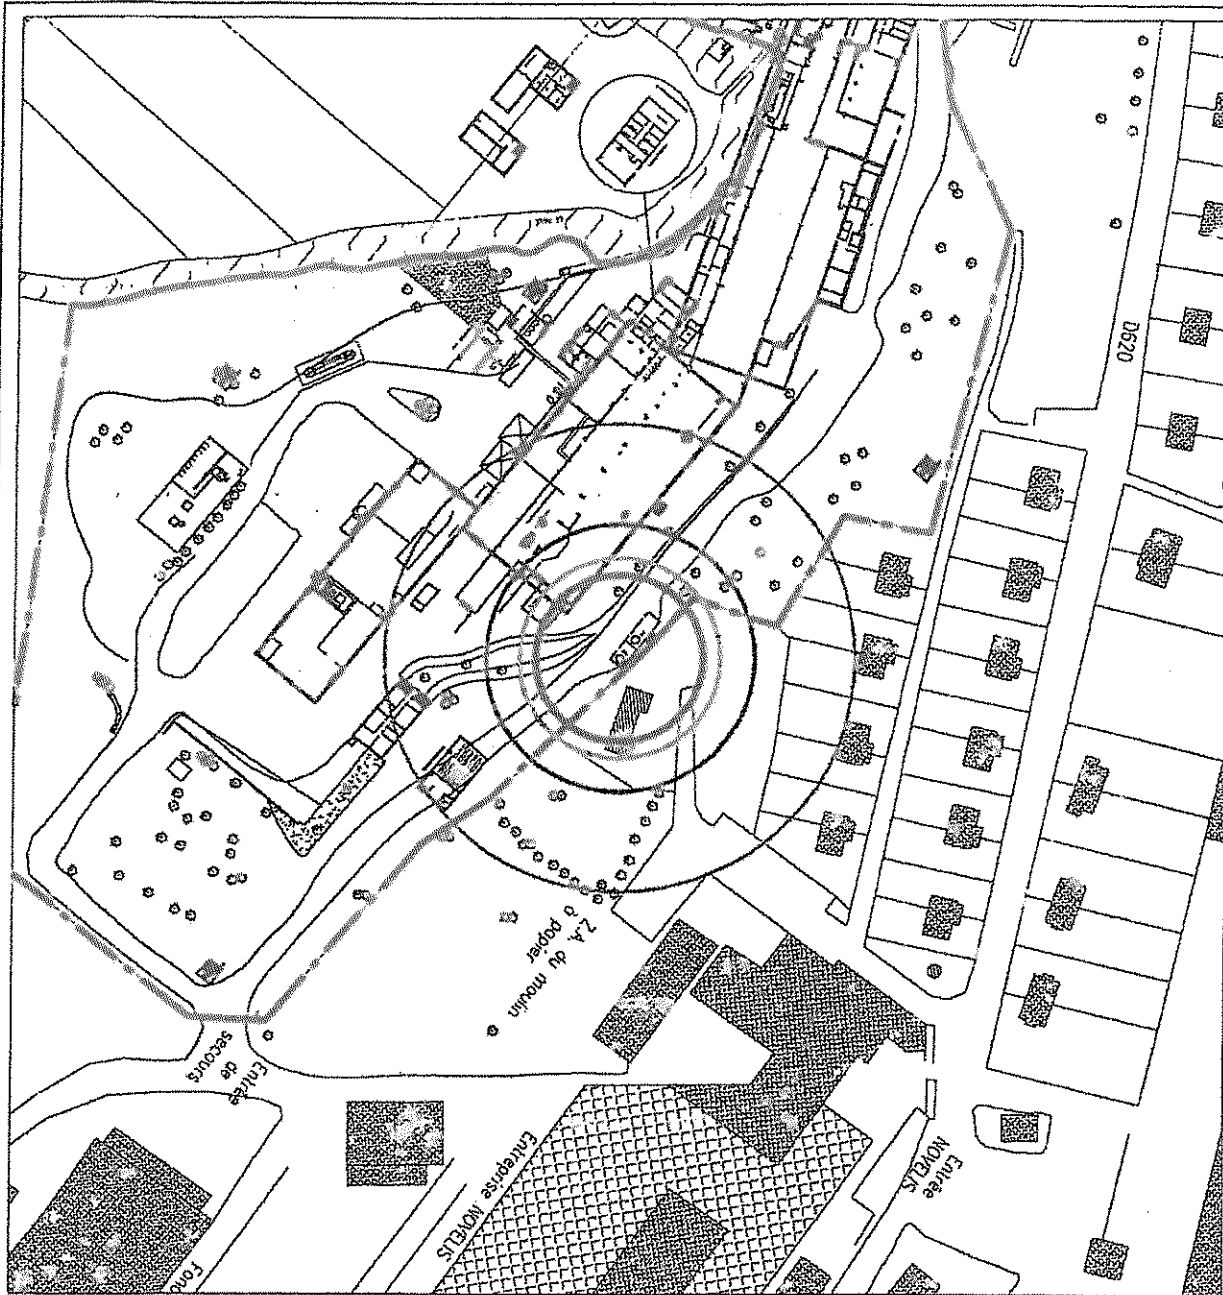 D620
Z.A. du moulin
à papier
Entrée
de
secours
Entreprise NOVELIS
Entrée
NOVELIS